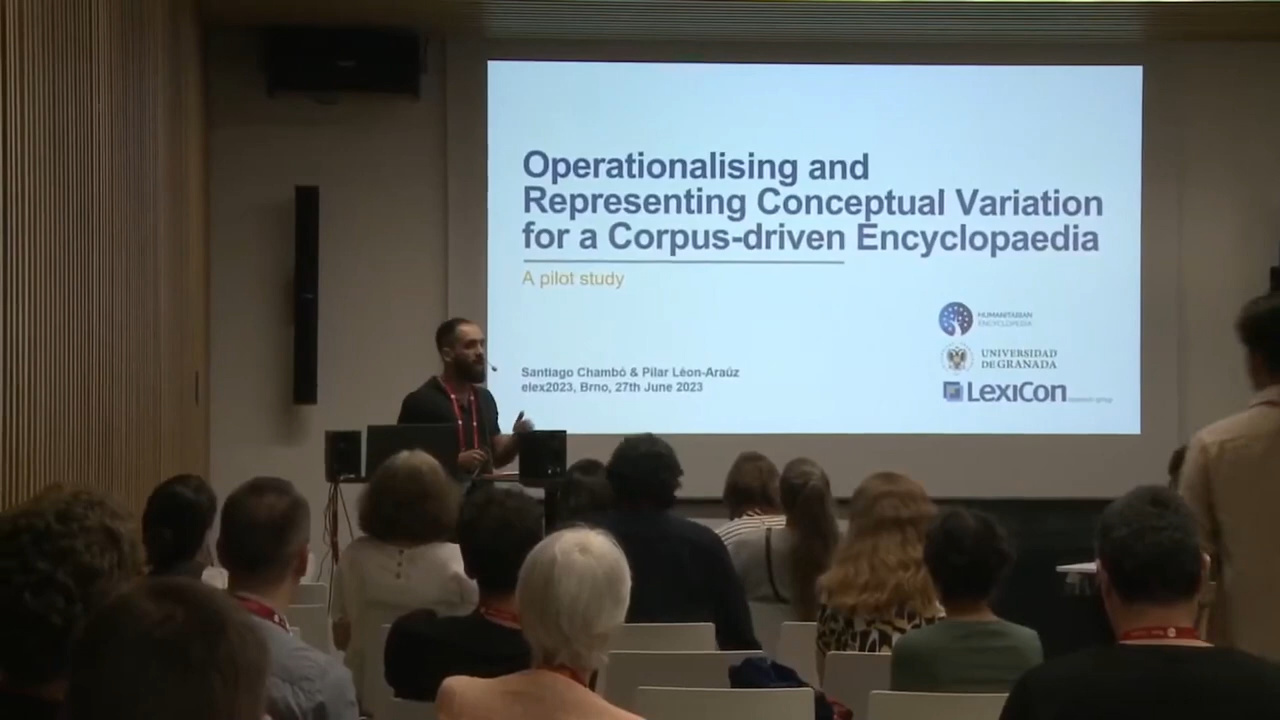 Operationalising and
Representing Conceptual Variation
for a Corpus-driven Encyclopaedia
A pilot study
Santiago Chambó & Pilar Léon-Araúz
elex2023, Brno, 27th June 2023
HUMANITARIAN
ENCYCLOPEDIA
UNIVERSIDAD
DE GRANADA
LexiCon